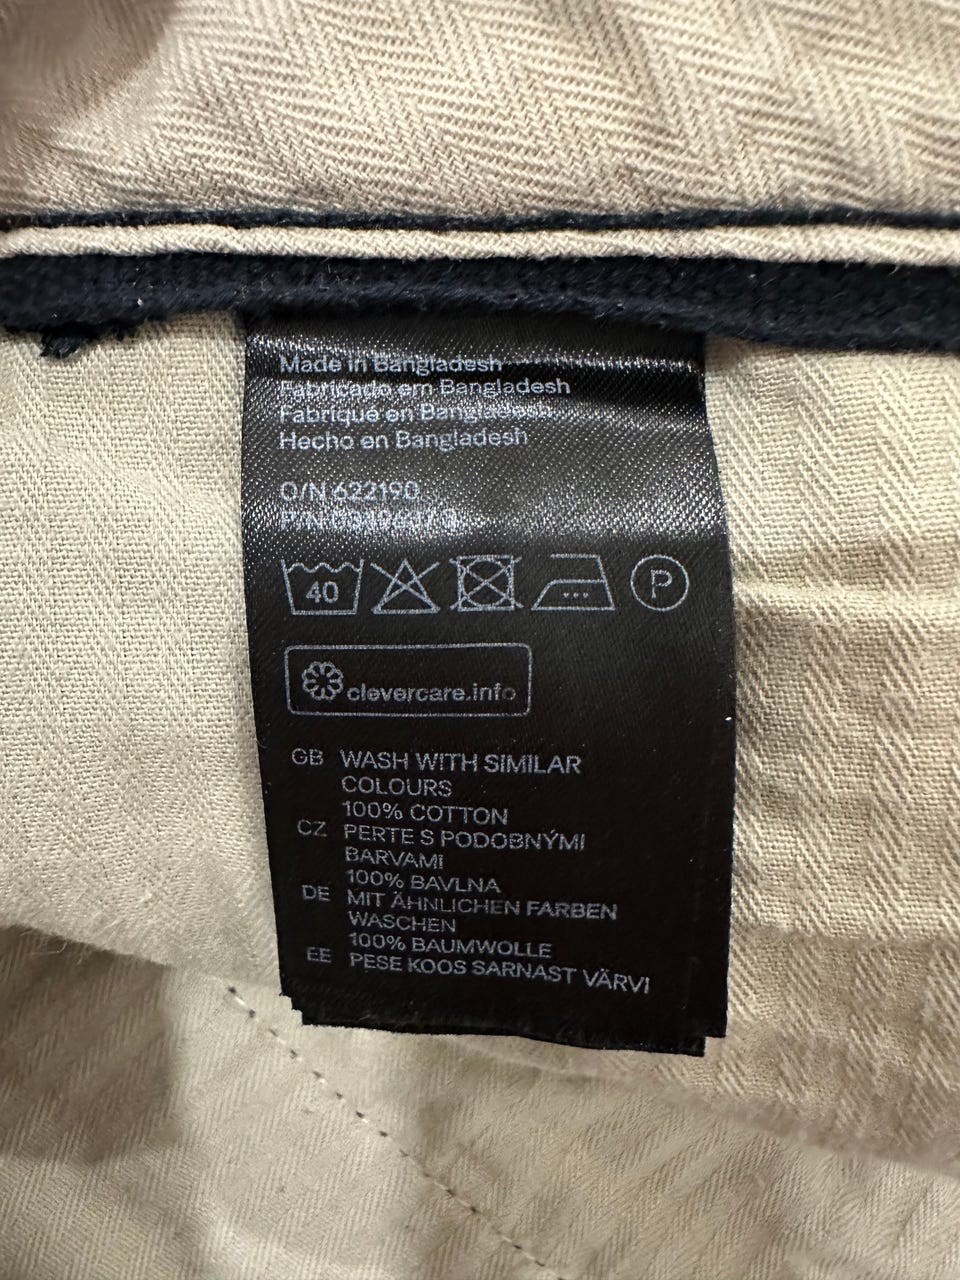 Made in Bangladesh
Fabricado em Bangladesh
Fabriqué en Bangladesh
Hecho en Bangladesh
O/N 622190
P/N
40
P
clevercare.info
GB WASH WITH SIMILAR
COLOURS
100% COTTON
CZ PERTE S PODOBNÝMI
BARVAMI
100% BAVLNA
DE MIT ÄHNLICHEN FARBEN
WASCHEN
100% BAUMWOLLE
EE PESE KOOS SARNAST VÄRVI